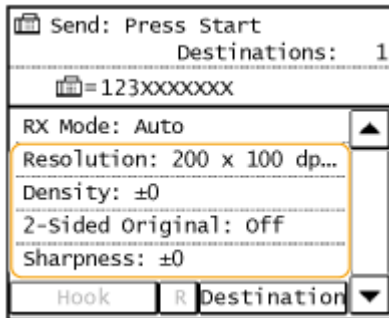 Send: Press Start
Destinations: 1
=123XXXXXXX
RX Mode: Auto
Resolution: 200 x 100 dp...
Density: ±0
2-Sided Original: Off
Sharpness: ±0
Hook R Destination